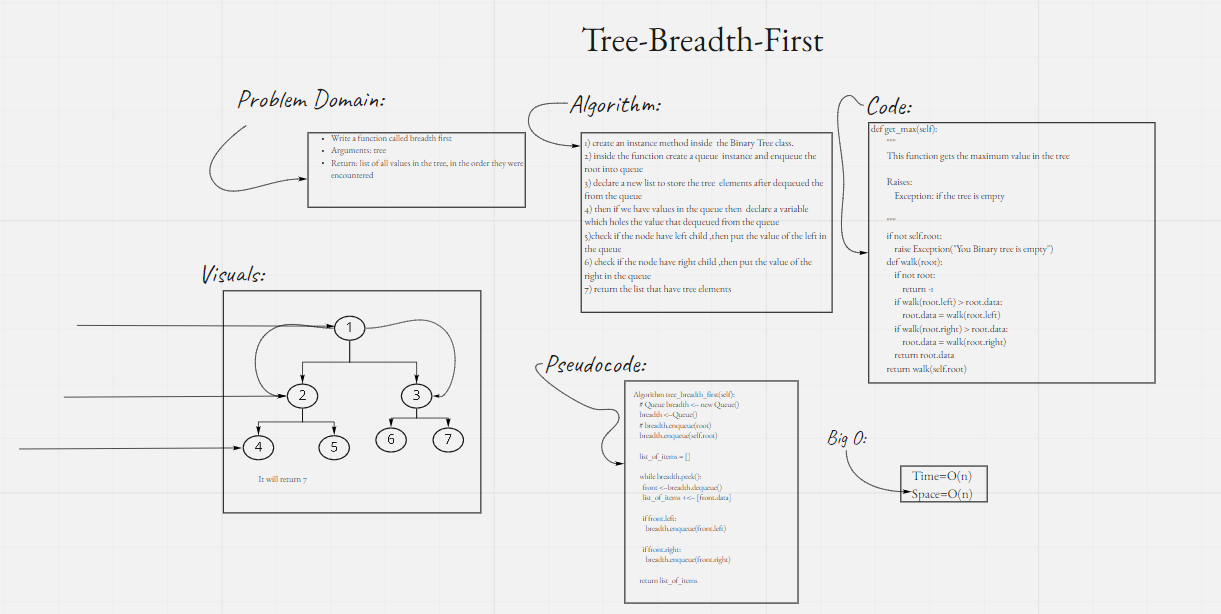 Tree-Breadth-First
Problem Domain:
• Write a function called breadth first
• Arguments: tree
• Return: list of all values in the tree, in the order they were
encountered
Visuals:
1
2
3
4
5
6
7
It will return 7
Algorithm:
1) create an instance method inside the Binary Tree class.
2) inside the function create a queue instance and enqueue the
root into queue
3) declare a new list to store the tree elements after dequeued the
from the queue
4) then if we have values in the queue then declare a variable
which holes the value that dequeued from the queue
5)check if the node have left child ,then put the value of the left in
the queue
6) check if the node have right child ,then put the value of the
right in the queue
7) return the list that have tree elements
Pseudocode:
Algorithm tree_breadth_first(self):
# Queue breadth <-- new Queue()
breadth <--Queue()
# breadth.enqueue(root)
breadth.enqueue(self.root)
list_of_items = []
while breadth.peek():
front <--breadth.dequeue()
list_of_items +<-- [front.data]
if front.left:
breadth.enqueue(front.left)
if front.right:
breadth.enqueue(front.right)
return list_of_items
Code:
def get_max(self):
"""
This function gets the maximum value in the tree
Raises:
Exception: if the tree is empty
"""
if not self.root:
raise Exception("You Binary tree is empty")
def walk(root):
if not root:
return -1
if walk(root.left) > root.data:
root.data = walk(root.left)
if walk(root.right) > root.data:
root.data = walk(root.right)
return root.data
return walk(self.root)
Big O:
Time=O(n)
Space=O(n)